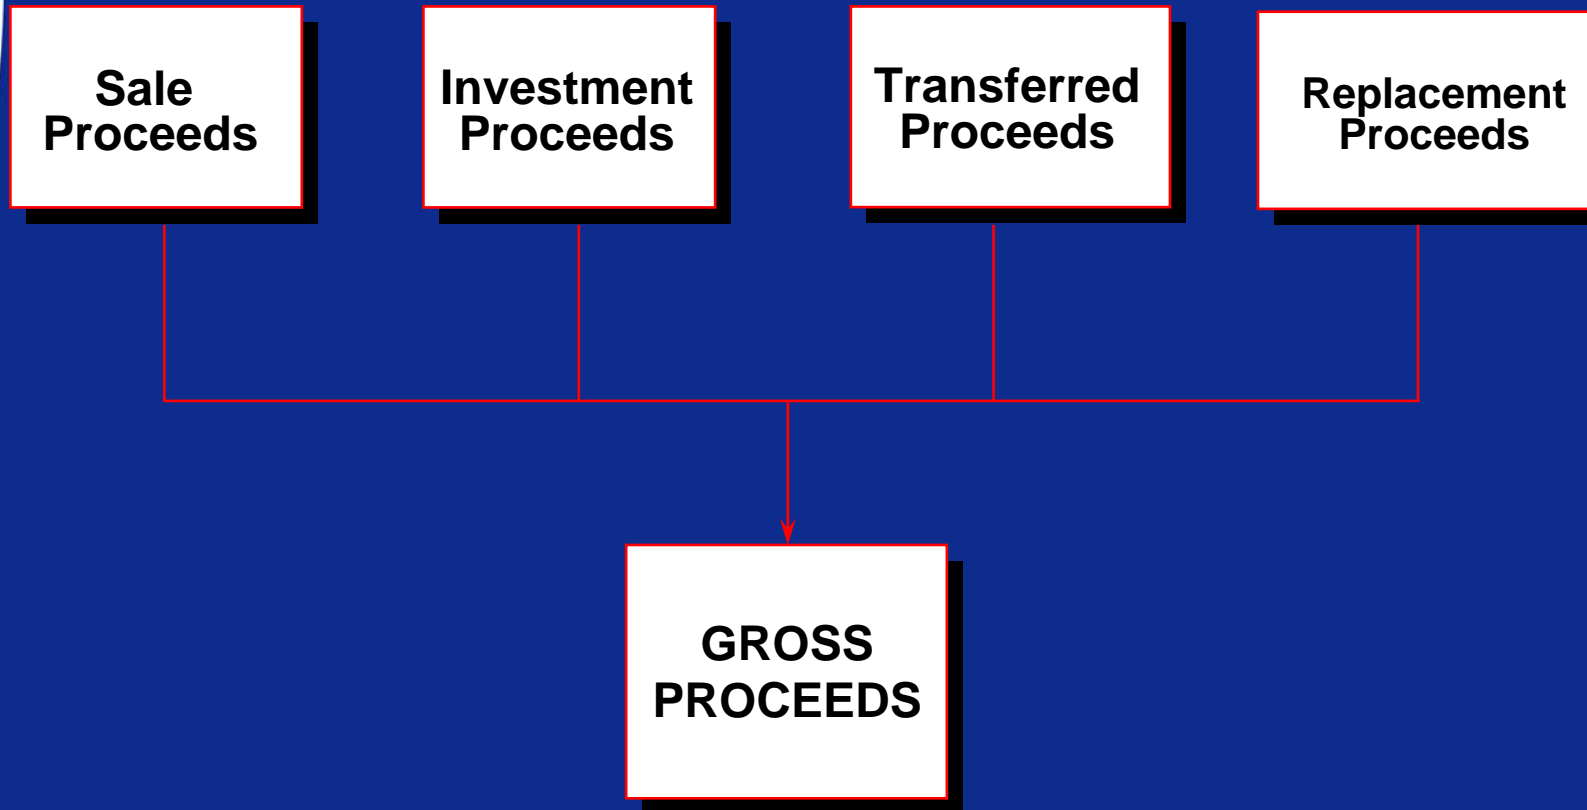 Sale
Proceeds
Investment
Proceeds
Transferred
Proceeds
Replacement
Proceeds
GROSS
PROCEEDS